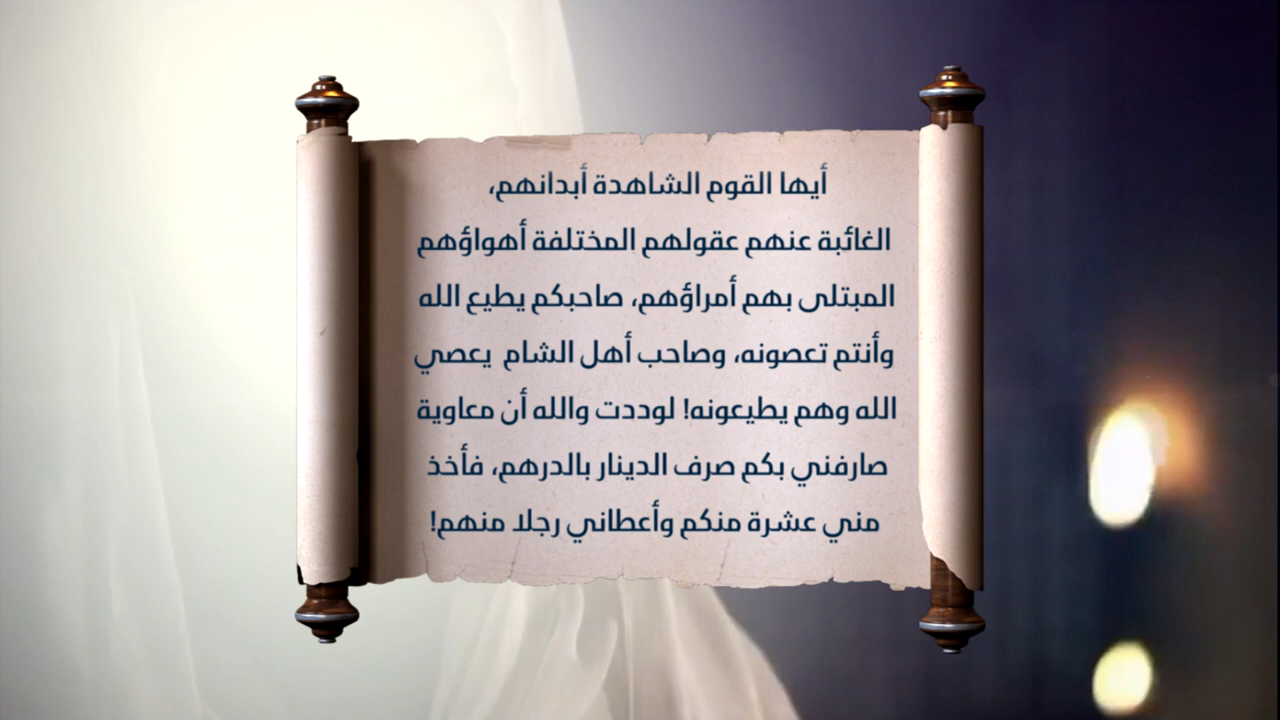 أيها القوم الشاهدة أبدانهم،
الغائبة عنهم عقولهم المختلفة أهواؤهم
المبتلى بهم أمراؤهم، صاحبكم يطيع الله
وأنتم تعصونه، وصاحب أهل الشام يعصي
الله وهم يطيعونه! لوددت والله أن معاوية
صارفني بكم صرف الدينار بالدرهم، فأخذ
مني عشرة منكم وأعطاني رجلا منهم!